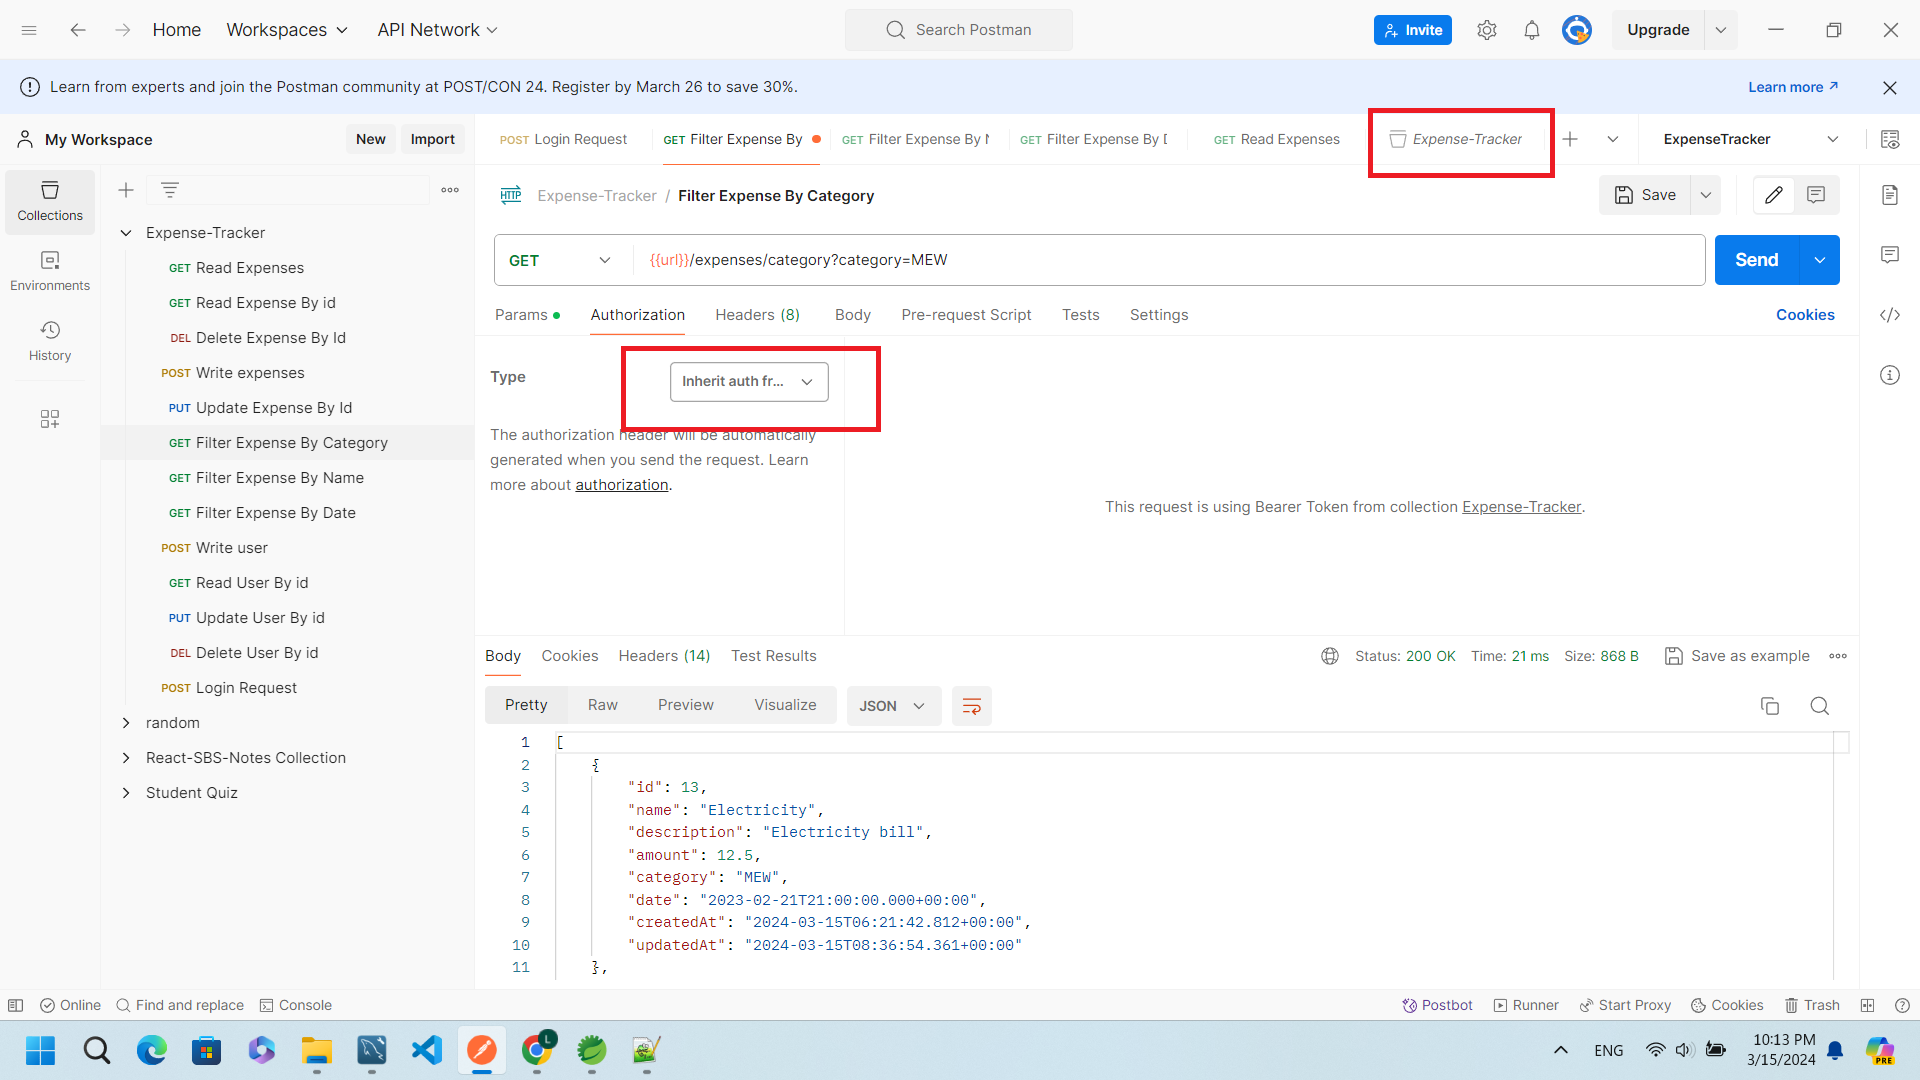 Home Workspaces API Network Search Postman Invite Upgrade
Learn from experts and join the Postman community at POST/CON 24. Register by March 26 to save 30%. Learn more ↗
My Workspace New Import
POST Login Request GET Filter Expense By GET Filter Expense By N GET Filter Expense By D GET Read Expenses Expense-Tracker ExpenseTracker
Collections
Environments
History
Expense-Tracker
GET Read Expenses
GET Read Expense By id
DEL Delete Expense By Id
POST Write expenses
PUT Update Expense By Id
GET Filter Expense By Category
GET Filter Expense By Name
GET Filter Expense By Date
POST Write user
GET Read User By id
PUT Update User By id
DEL Delete User By id
POST Login Request
random
React-SBS-Notes Collection
Student Quiz
HTTP Expense-Tracker / Filter Expense By Category Save
GET {{url}}/expenses/category?category=MEW Send
Params Authorization Headers (8) Body Pre-request Script Tests Settings Cookies
Type Inherit auth fr...
The authorization header will be automatically
generated when you send the request. Learn
more about authorization.
This request is using Bearer Token from collection Expense-Tracker.
Body Cookies Headers (14) Test Results Status: 200 OK Time: 21 ms Size: 868 B Save as example
Pretty Raw Preview Visualize JSON
1 [
2 {
3 "id": 13,
4 "name": "Electricity",
5 "description": "Electricity bill",
6 "amount": 12.5,
7 "category": "MEW",
8 "date": "2023-02-21T21:00:00.000+00:00",
9 "createdAt": "2024-03-15T06:21:42.812+00:00",
10 "updatedAt": "2024-03-15T08:36:54.361+00:00"
11 },
Online Find and replace Console Postbot Runner Start Proxy Cookies Trash
L ENG 10:13 PM
3/15/2024
PRE